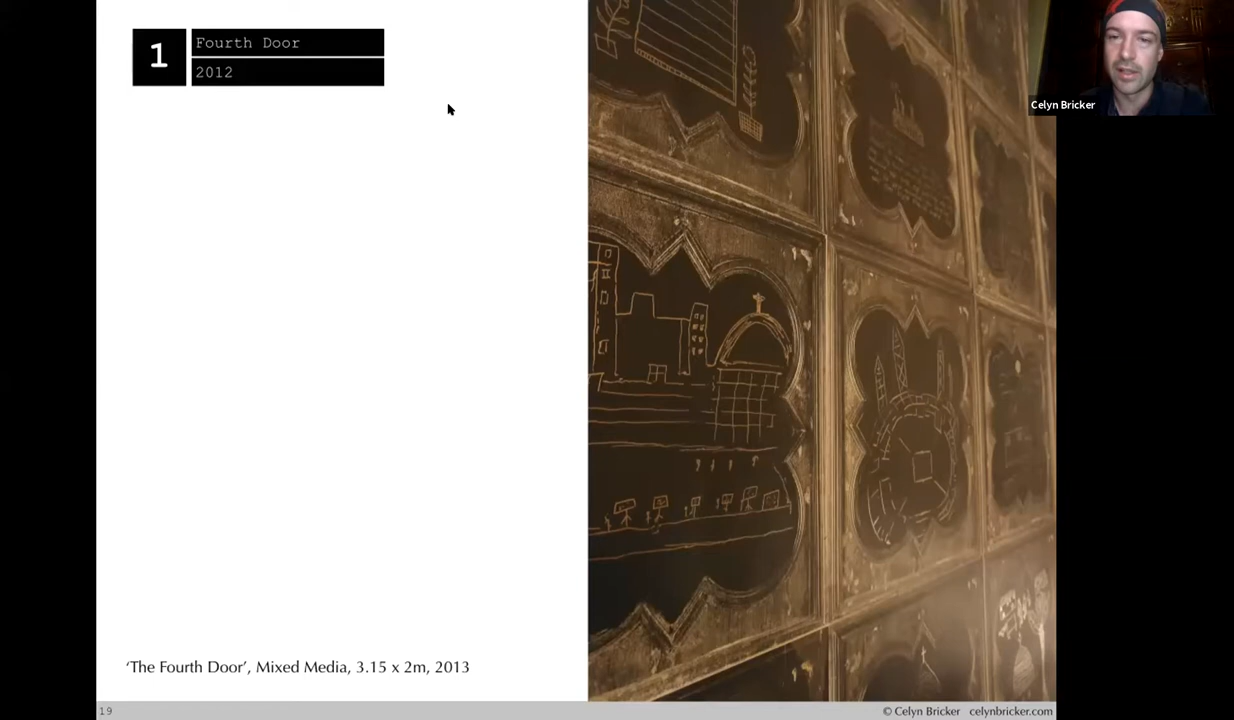 1
Fourth Door
2012
Celyn Bricker
'The Fourth Door', Mixed Media, 3.15 x 2m, 2013
19
© Celyn Bricker celynbricker.com